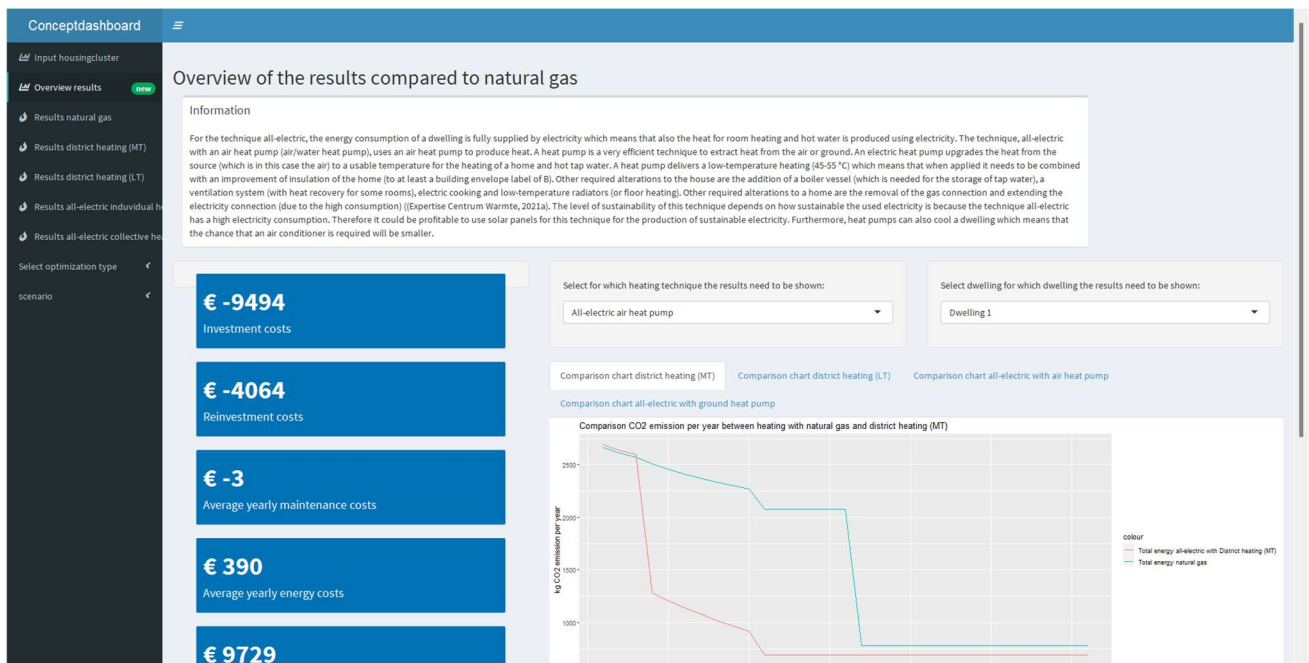 Conceptdashboard
Input housingcluster
Overview results new
Results natural gas
Results district heating (MT)
Results district heating (LT)
Results all-electric induvidual h
Results all-electric collective he
Select optimization type
scenario
Overview of the results compared to natural gas
Information
For the technique all-electric, the energy consumption of a dwelling is fully supplied by electricity which means that also the heat for room heating and hot water is produced using electricity. The technique, all-electric
with an air heat pump (air/water heat pump), uses an air heat pump to produce heat. A heat pump is a very efficient technique to extract heat from the air or ground. An electric heat pump upgrades the heat from the
source (which is in this case the air) to a usable temperature for the heating of a home and hot tap water. A heat pump delivers a low-temperature heating (45-55 °C) which means that when applied it needs to be combined
with an improvement of insulation of the home (to at least a building envelope label of B). Other required alterations to the house are the addition of a boiler vessel (which is needed for the storage of tap water), a
ventilation system (with heat recovery for some rooms), electric cooking and low-temperature radiators (or floor heating). Other required alterations to a home are the removal of the gas connection and extending the
electricity connection (due to the high consumption) ((Expertise Centrum Warmte, 2021a). The level of sustainability of this technique depends on how sustainable the used electricity is because the technique all-electric
has a high electricity consumption. Therefore it could be profitable to use solar panels for this technique for the production of sustainable electricity. Furthermore, heat pumps can also cool a dwelling which means that
the chance that an air conditioner is required will be smaller.
€ -9494
Investment costs
€ -4064
Reinvestment costs
€ -3
Average yearly maintenance costs
€ 390
Average yearly energy costs
€ 9729
Select for which heating technique the results need to be shown:
All-electric air heat pump
Select dwelling for which dwelling the results need to be shown:
Dwelling 1
Comparison chart district heating (MT) Comparison chart district heating (LT) Comparison chart all-electric with air heat pump
Comparison chart all-electric with ground heat pump
Comparison CO2 emission per year between heating with natural gas and district heating (MT)
kg CO2 emission per year
2500
2000
1500
1000
colour
Total energy all-electric with District heating (MT)
Total energy natural gas